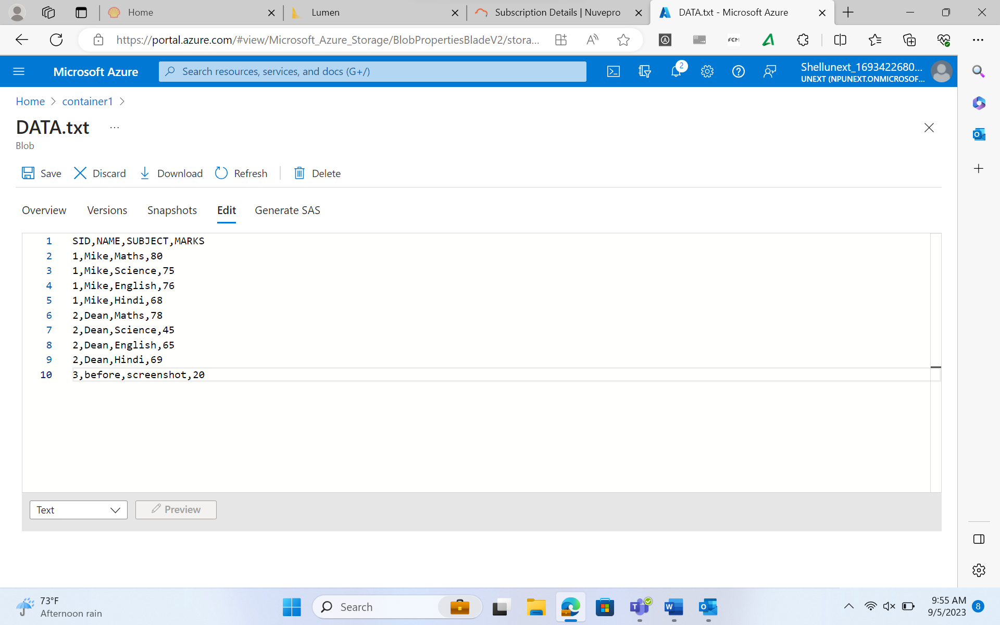 Home
Lumen
Subscription Details | Nuvepro
DATA.txt - Microsoft Azure
https://portal.azure.com/#view/Microsoft_Azure_Storage/BlobPropertiesBladeV2/stora...
FCM
Microsoft Azure
Search resources, services, and docs (G+/)
2
Shellunext_1693422680...
UNEXT (NPUNEXT.ONMICROSOF...
Home > container1 >
DATA.txt ...
Blob
Save
Discard
Download
Refresh
Delete
Overview
Versions
Snapshots
Edit
Generate SAS
1 SID,NAME,SUBJECT,MARKS
2 1,Mike,Maths,80
3 1,Mike,Science,75
4 1,Mike,English,76
5 1,Mike,Hindi,68
6 2,Dean,Maths,78
7 2,Dean,Science,45
8 2,Dean,English,65
9 2,Dean,Hindi,69
10 3,before,screenshot,20
Text
Preview
73°F
Afternoon rain
Search
9:55 AM
9/5/2023
8